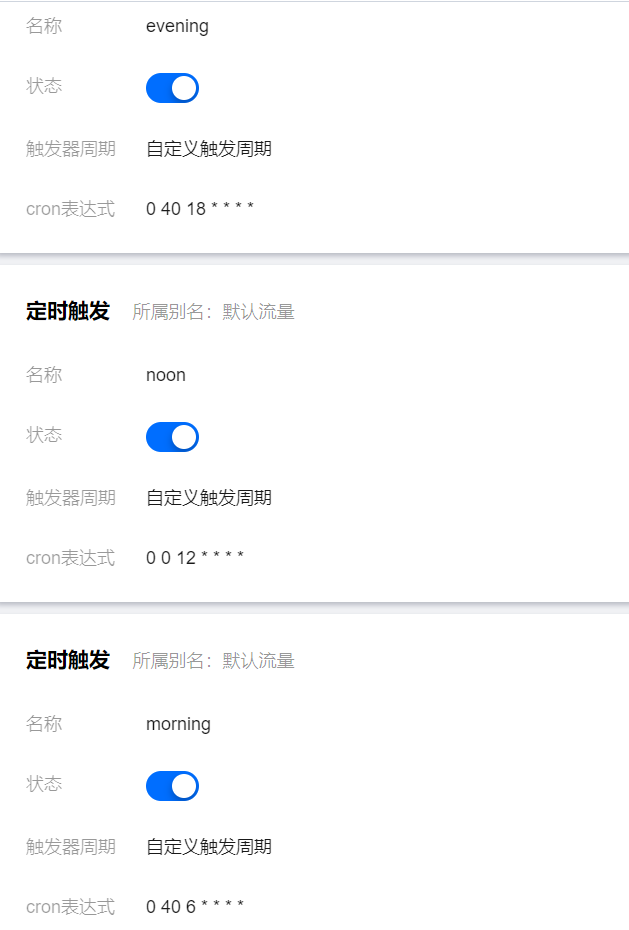 名称 evening
状态
触发器周期 自定义触发周期
cron表达式 0 40 18 * * * *
定时触发 所属别名：默认流量
名称 noon
状态
触发器周期 自定义触发周期
cron表达式 0 0 12 * * * *
定时触发 所属别名：默认流量
名称 morning
状态
触发器周期 自定义触发周期
cron表达式 0 40 6 * * * *